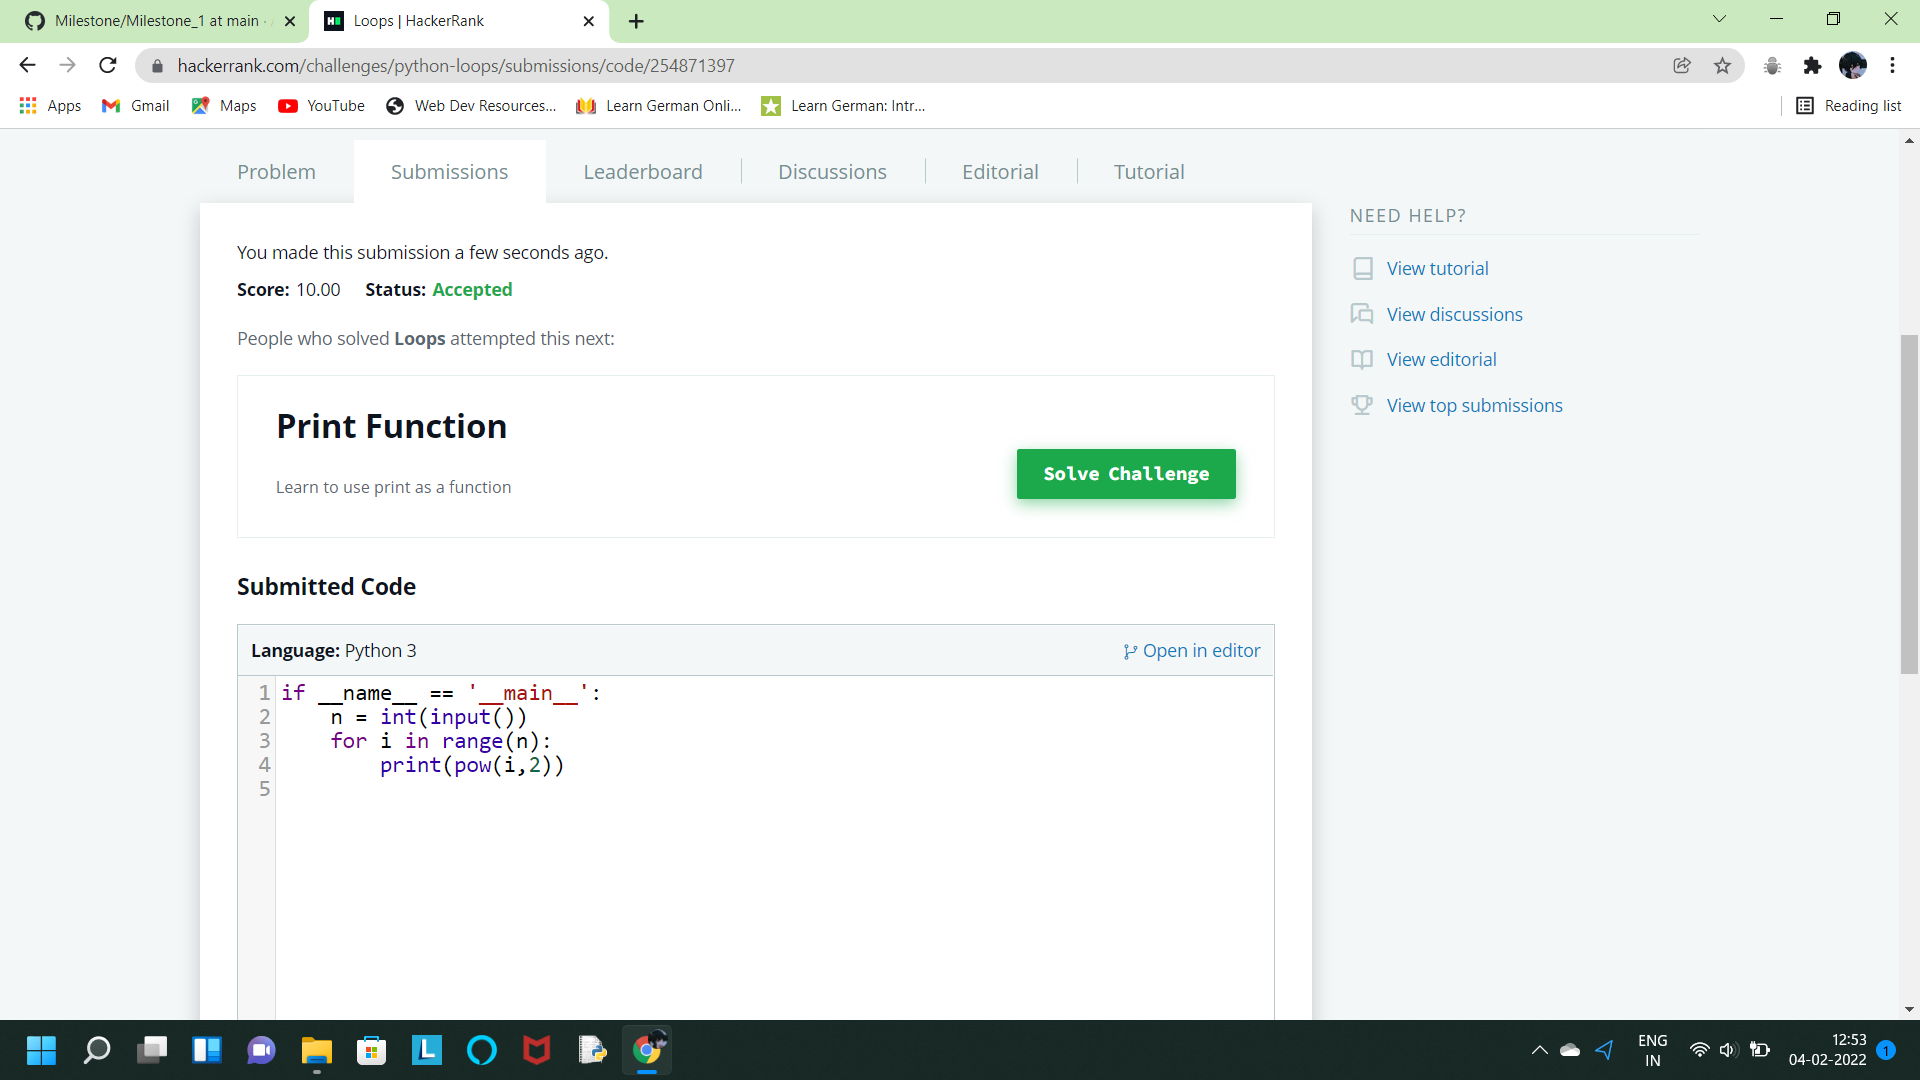 Milestone/Milestone_1 at main ·
Loops | HackerRank
hackerrank.com/challenges/python-loops/submissions/code/254871397
Apps
Gmail
Maps
YouTube
Web Dev Resources...
Learn German Onli...
Learn German: Intr...
Reading list
Problem
Submissions
Leaderboard
Discussions
Editorial
Tutorial
You made this submission a few seconds ago.
Score: 10.00 Status: Accepted
People who solved Loops attempted this next:
Print Function
Learn to use print as a function
Solve Challenge
Submitted Code
Language: Python 3
Open in editor
1 if __name__ == '__main__':
2     n = int(input())
3     for i in range(n):
4         print(pow(i,2))
5
NEED HELP?
View tutorial
View discussions
View editorial
View top submissions
L
ENG
IN
12:53
04-02-2022
1